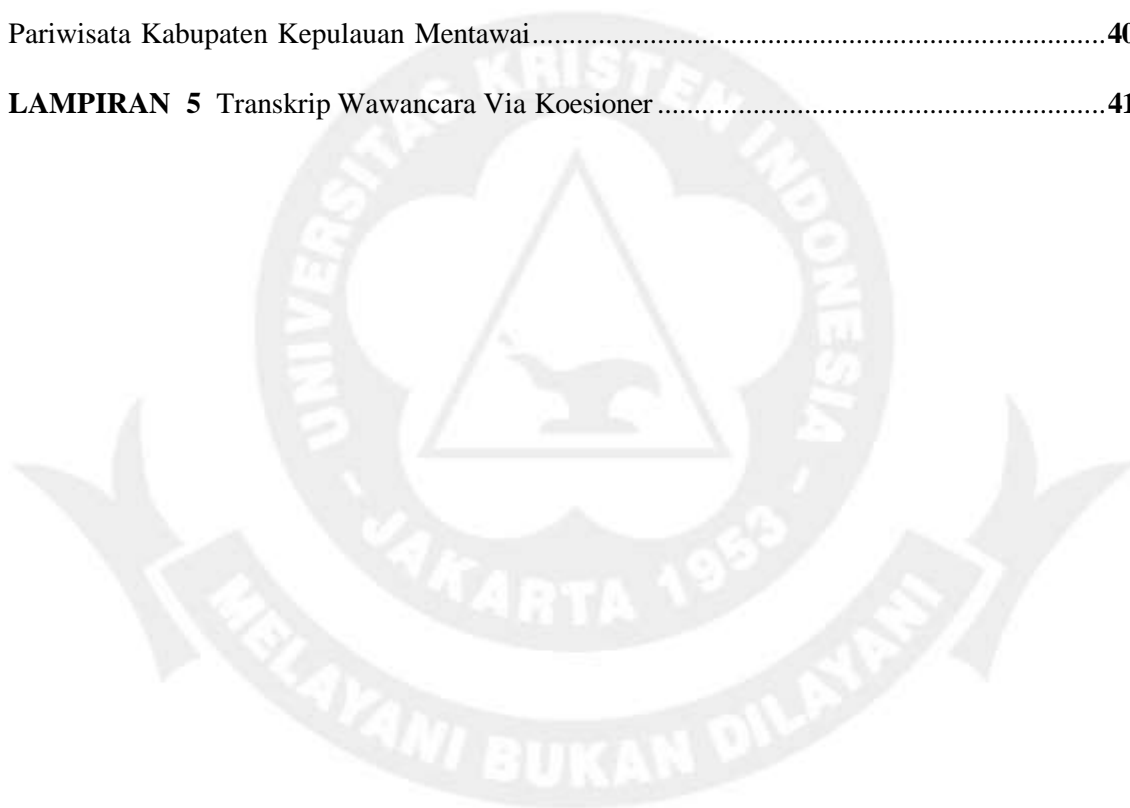 Pariwisata Kabupaten Kepulauan Mentawai....................................................................................40
LAMPIRAN 5 Transkrip Wawancara Via Koesioner..................................................................41
UNIVERSITAS KRISTEN INDONESIA
- JAKARTA 1953 -
MELAYANI BUKAN DILAYANI